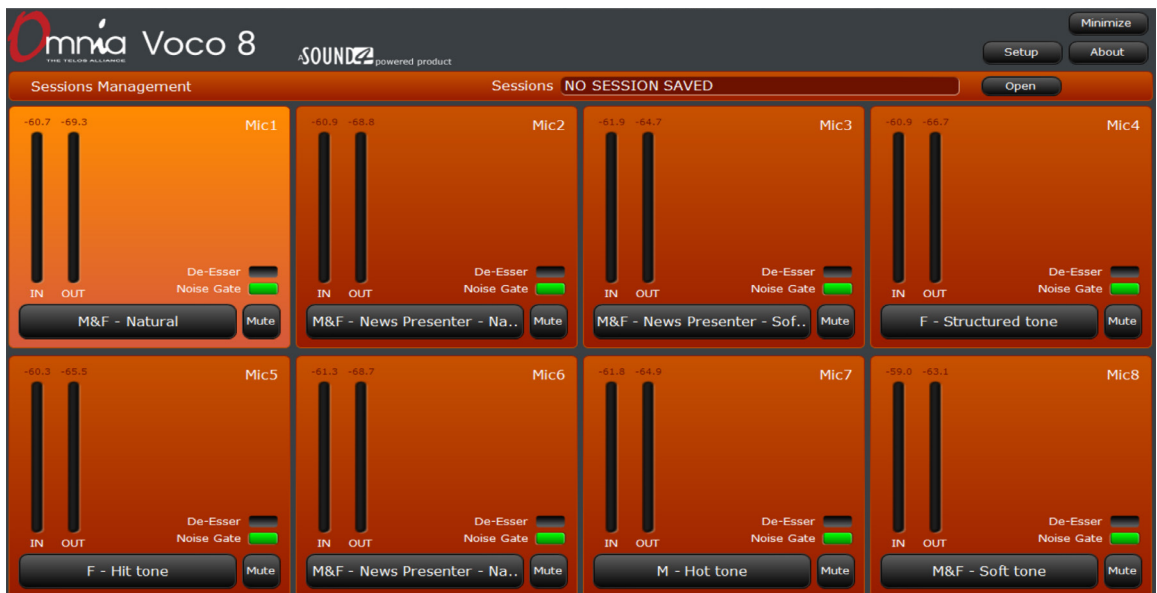 Minimize
Omnia Voco 8
THE TELOS ALLIANCE
ASOUND4 powered product
Setup About
Sessions Management Sessions NO SESSION SAVED Open
-60.7 -69.3 Mic1 -60.9 -68.8 Mic2 -61.9 -64.7 Mic3 -60.9 -66.7 Mic4
De-Esser De-Esser De-Esser De-Esser
IN OUT Noise Gate IN OUT Noise Gate IN OUT Noise Gate IN OUT Noise Gate
M&F - Natural Mute M&F - News Presenter - Na.. Mute M&F - News Presenter - Sof.. Mute F - Structured tone Mute
-60.3 -65.5 Mic5 -61.3 -68.7 Mic6 -61.8 -64.9 Mic7 -59.0 -63.1 Mic8
De-Esser De-Esser De-Esser De-Esser
IN OUT Noise Gate IN OUT Noise Gate IN OUT Noise Gate IN OUT Noise Gate
F - Hit tone Mute M&F - News Presenter - Na.. Mute M - Hot tone Mute M&F - Soft tone Mute